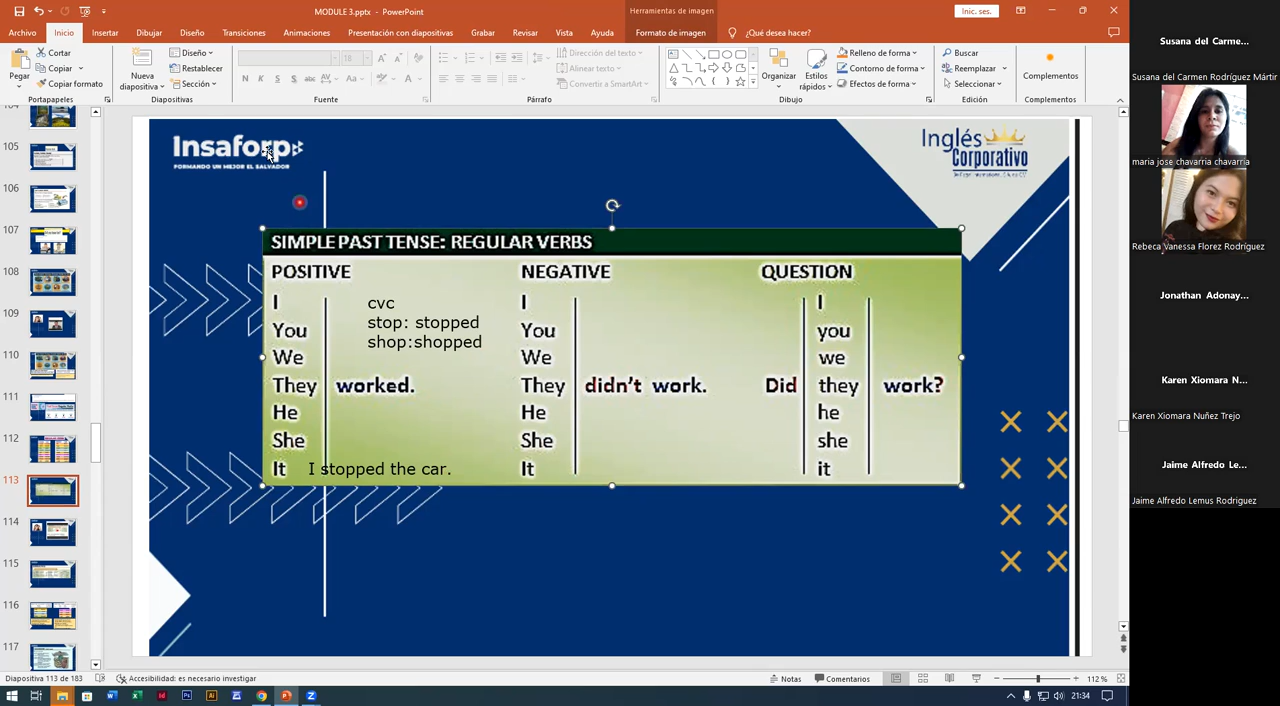 MODULE 3.pptx - PowerPoint
Herramientas de imagen
Inic. ses.
Archivo Inicio Insertar Dibujar Diseño Transiciones Animaciones Presentación con diapositivas Grabar Revisar Vista Ayuda Formato de imagen ¿Qué desea hacer?
Pegar
Cortar
Copiar
Copiar formato
Portapapeles
Nueva diapositiva
Diseño
Restablecer
Sección
Diapositivas
18
N K S S abc AV Aa A
Fuente
Dirección del texto
Alinear texto
Convertir a SmartArt
Párrafo
Organizar
Estilos rápidos
Relleno de forma
Contorno de forma
Efectos de forma
Dibujo
Buscar
Reemplazar
Seleccionar
Edición
Complementos
Complementos
105
106
107
108
109
110
111
112
113
114
115
116
117
Insaforp
FORMANDO UN MEJOR EL SALVADOR
Inglés
Corporativo
SIMPLE PAST TENSE: REGULAR VERBS
POSITIVE NEGATIVE QUESTION
I cvc I I
You stop: stopped You you
We shop:shopped We we
They worked. They didn't work. Did they work?
He He he
She She she
It I stopped the car. It it
Susana del Carme...
Susana del Carmen Rodríguez Mártir
maria jose chavarria chavarria
Rebeca Vanessa Florez Rodríguez
Jonathan Adonay...
Karen Xiomara N...
Karen Xiomara Nuñez Trejo
Jaime Alfredo Le...
Jaime Alfredo Lemus Rodriguez
Diapositiva 113 de 183 Accesibilidad: es necesario investigar Notas Comentarios 112 %
21:34